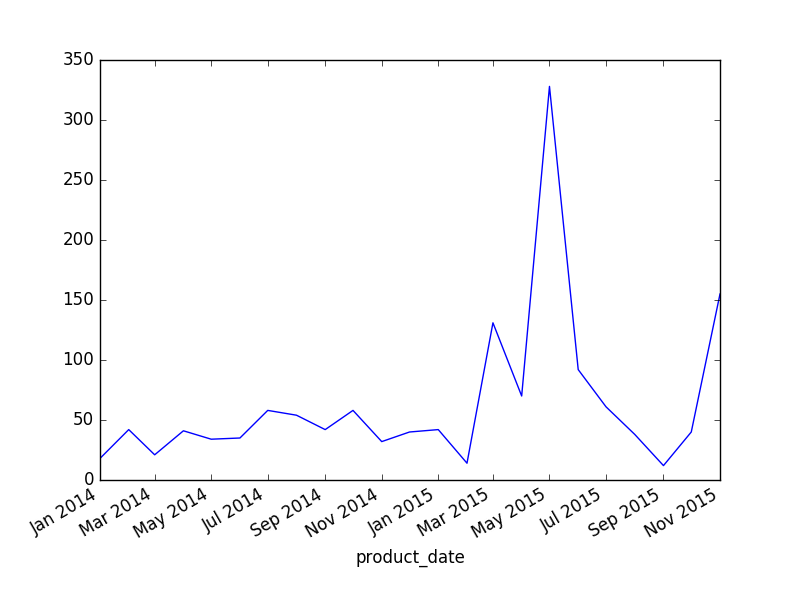 350
300
250
200
150
100
50
0
Jan 2014
Mar 2014
May 2014
Jul 2014
Sep 2014
Nov 2014
Jan 2015
Mar 2015
May 2015
Jul 2015
Sep 2015
Nov 2015
product_date